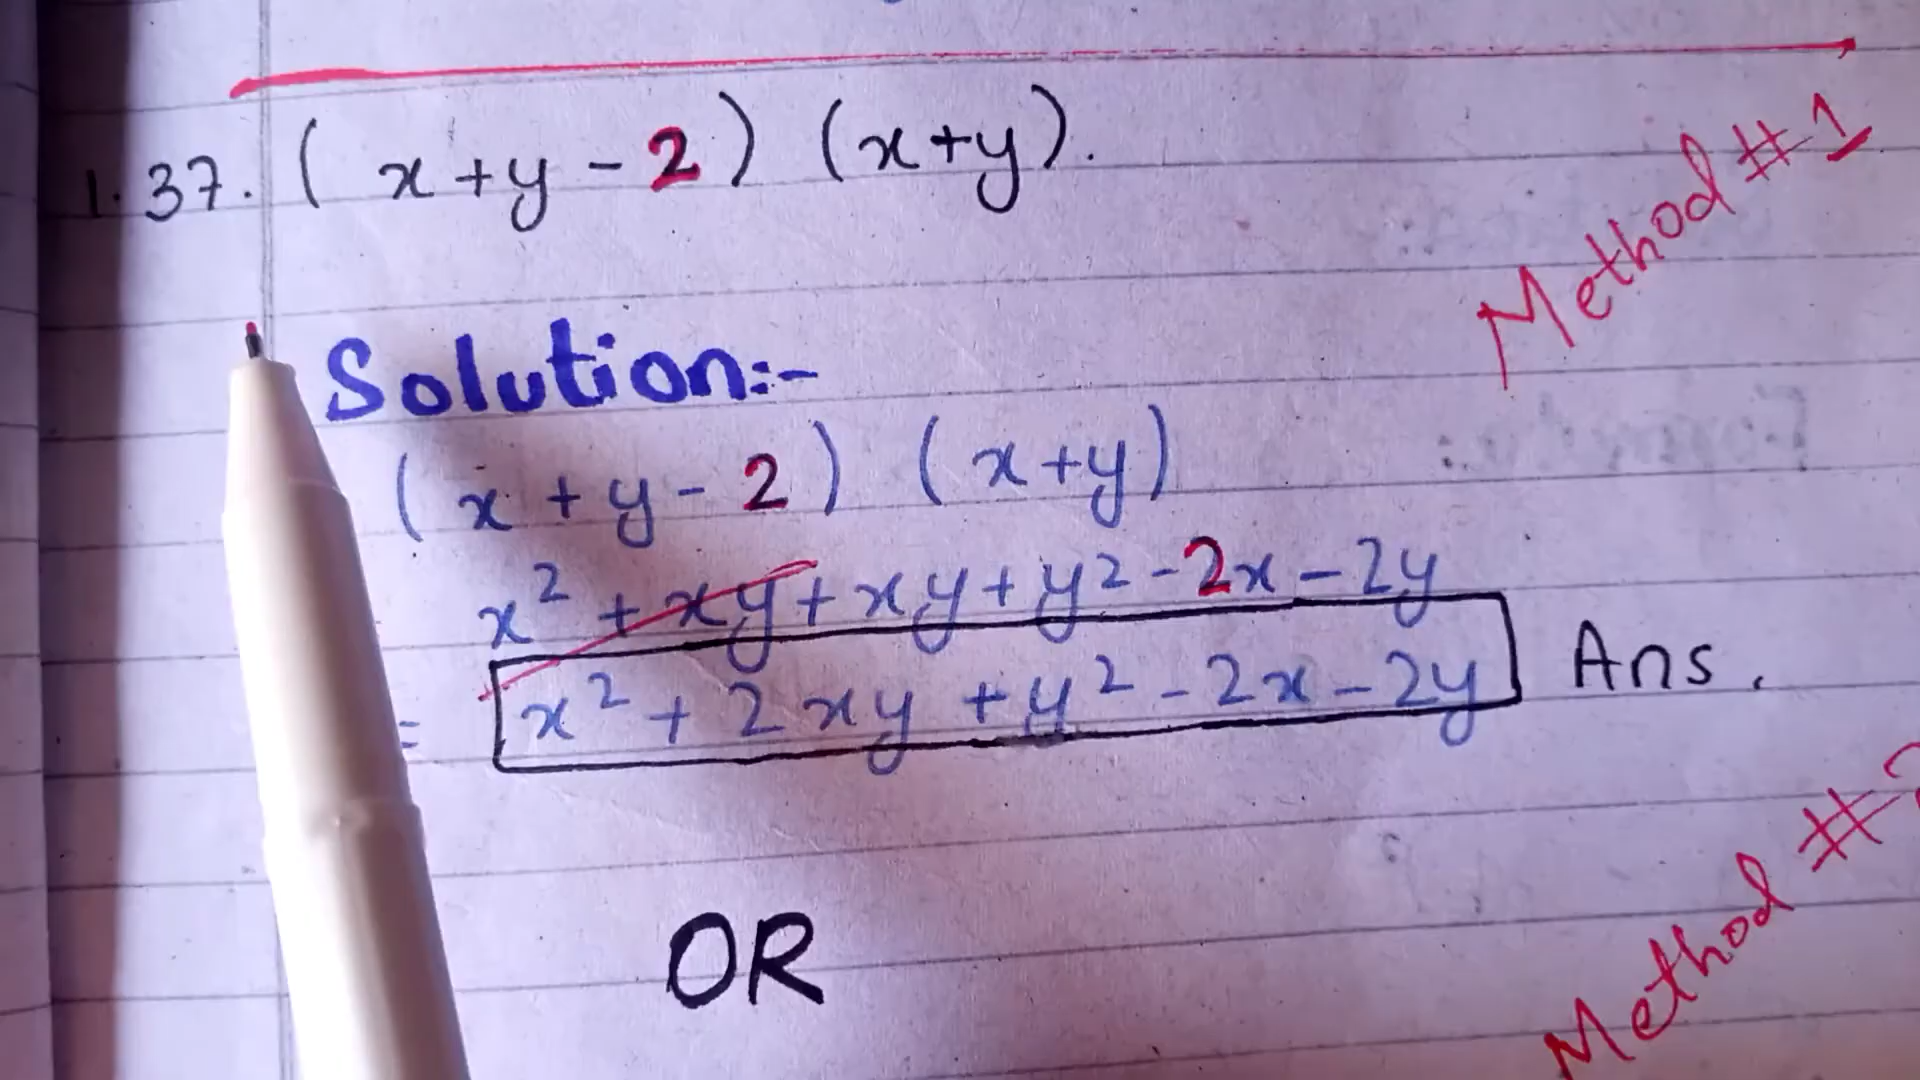 1.37. (x+y-2) (x+y).
Method #1
Solution:-
(x+y-2) (x+y)
x² + xy + xy + y² - 2x - 2y
= x² + 2xy + y² - 2x - 2y Ans.
OR
Method #2